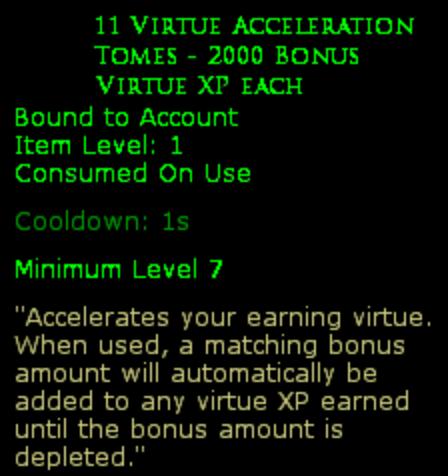 11 Virtue Acceleration
Tomes - 2000 Bonus
Virtue XP each
Bound to Account
Item Level: 1
Consumed On Use
Cooldown: 1s
Minimum Level 7
"Accelerates your earning virtue.
When used, a matching bonus
amount will automatically be
added to any virtue XP earned
until the bonus amount is
depleted."